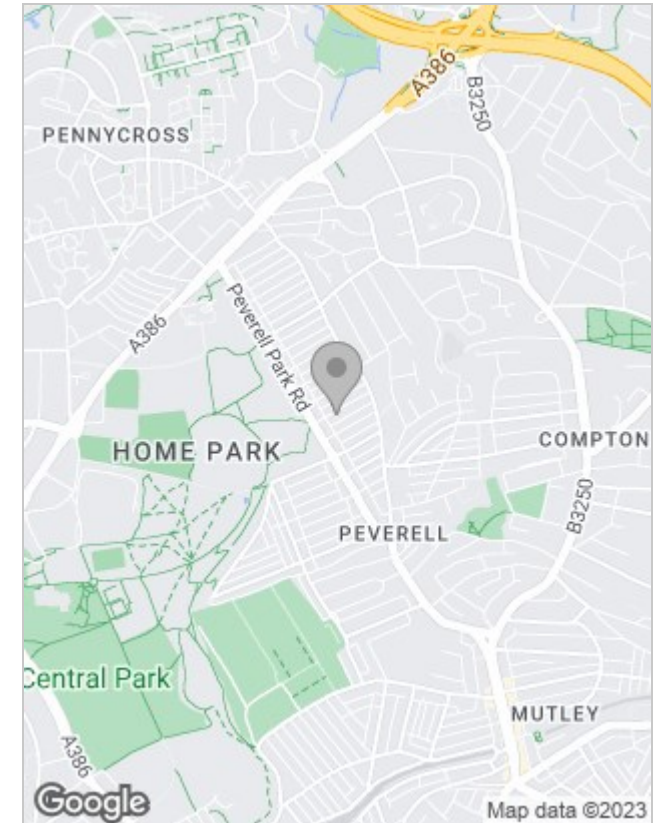 A386
B3250
PENNYCROSS
Peverell Park Rd
A386
HOME PARK
COMPTON
B3250
PEVERELL
Central Park
MUTLEY
A386
Google
Map data ©2023